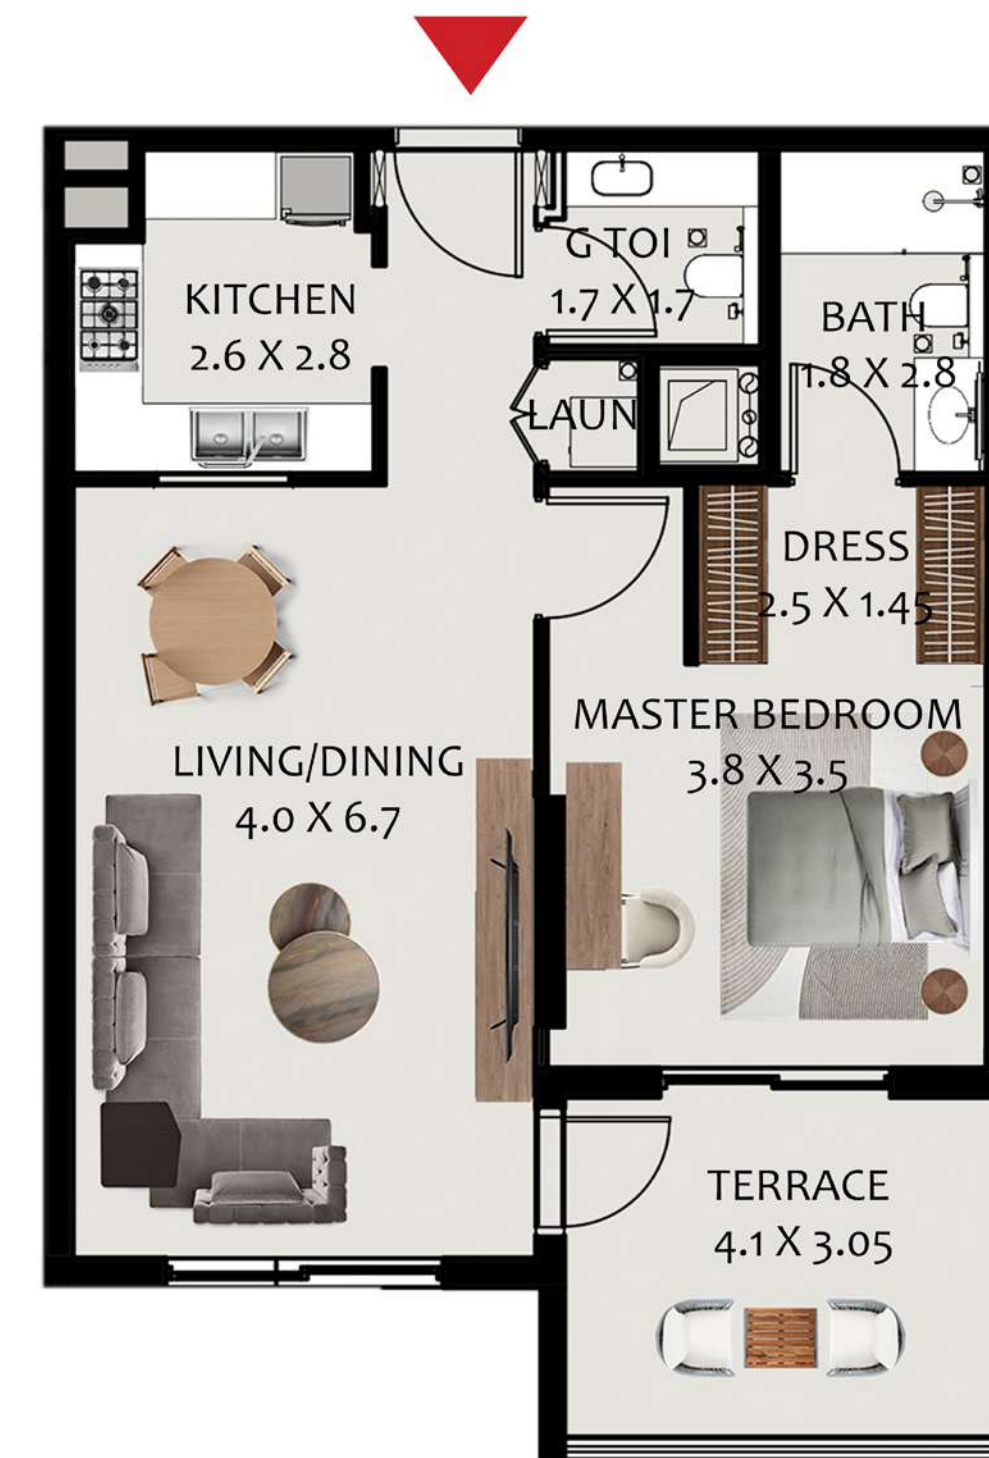 KITCHEN
2.6 X 2.8
G TOI
1.7 X 1.7
BATH
1.8 X 2.8
LAUN
DRESS
2.5 X 1.45
MASTER BEDROOM
3.8 X 3.5
LIVING/DINING
4.0 X 6.7
TERRACE
4.1 X 3.05